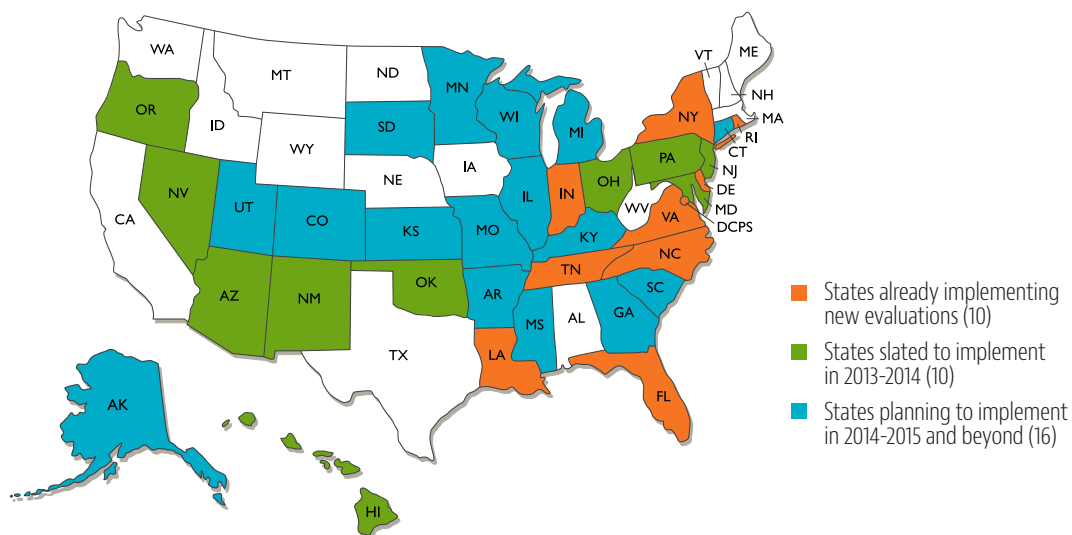 WA
MT
ND
MN
VT
ME
OR
ID
SD
WI
MI
NY
NH
MA
WY
RI
CT
IA
PA
NJ
NE
OH
NV
IL
IN
DE
UT
WV
MD
CO
VA
DCPS
CA
KS
MO
KY
NC
TN
OK
AZ
NM
AR
SC
MS
AL
GA
TX
LA
FL
AK
HI
States already implementing
new evaluations (10)
States slated to implement
in 2013-2014 (10)
States planning to implement
in 2014-2015 and beyond (16)